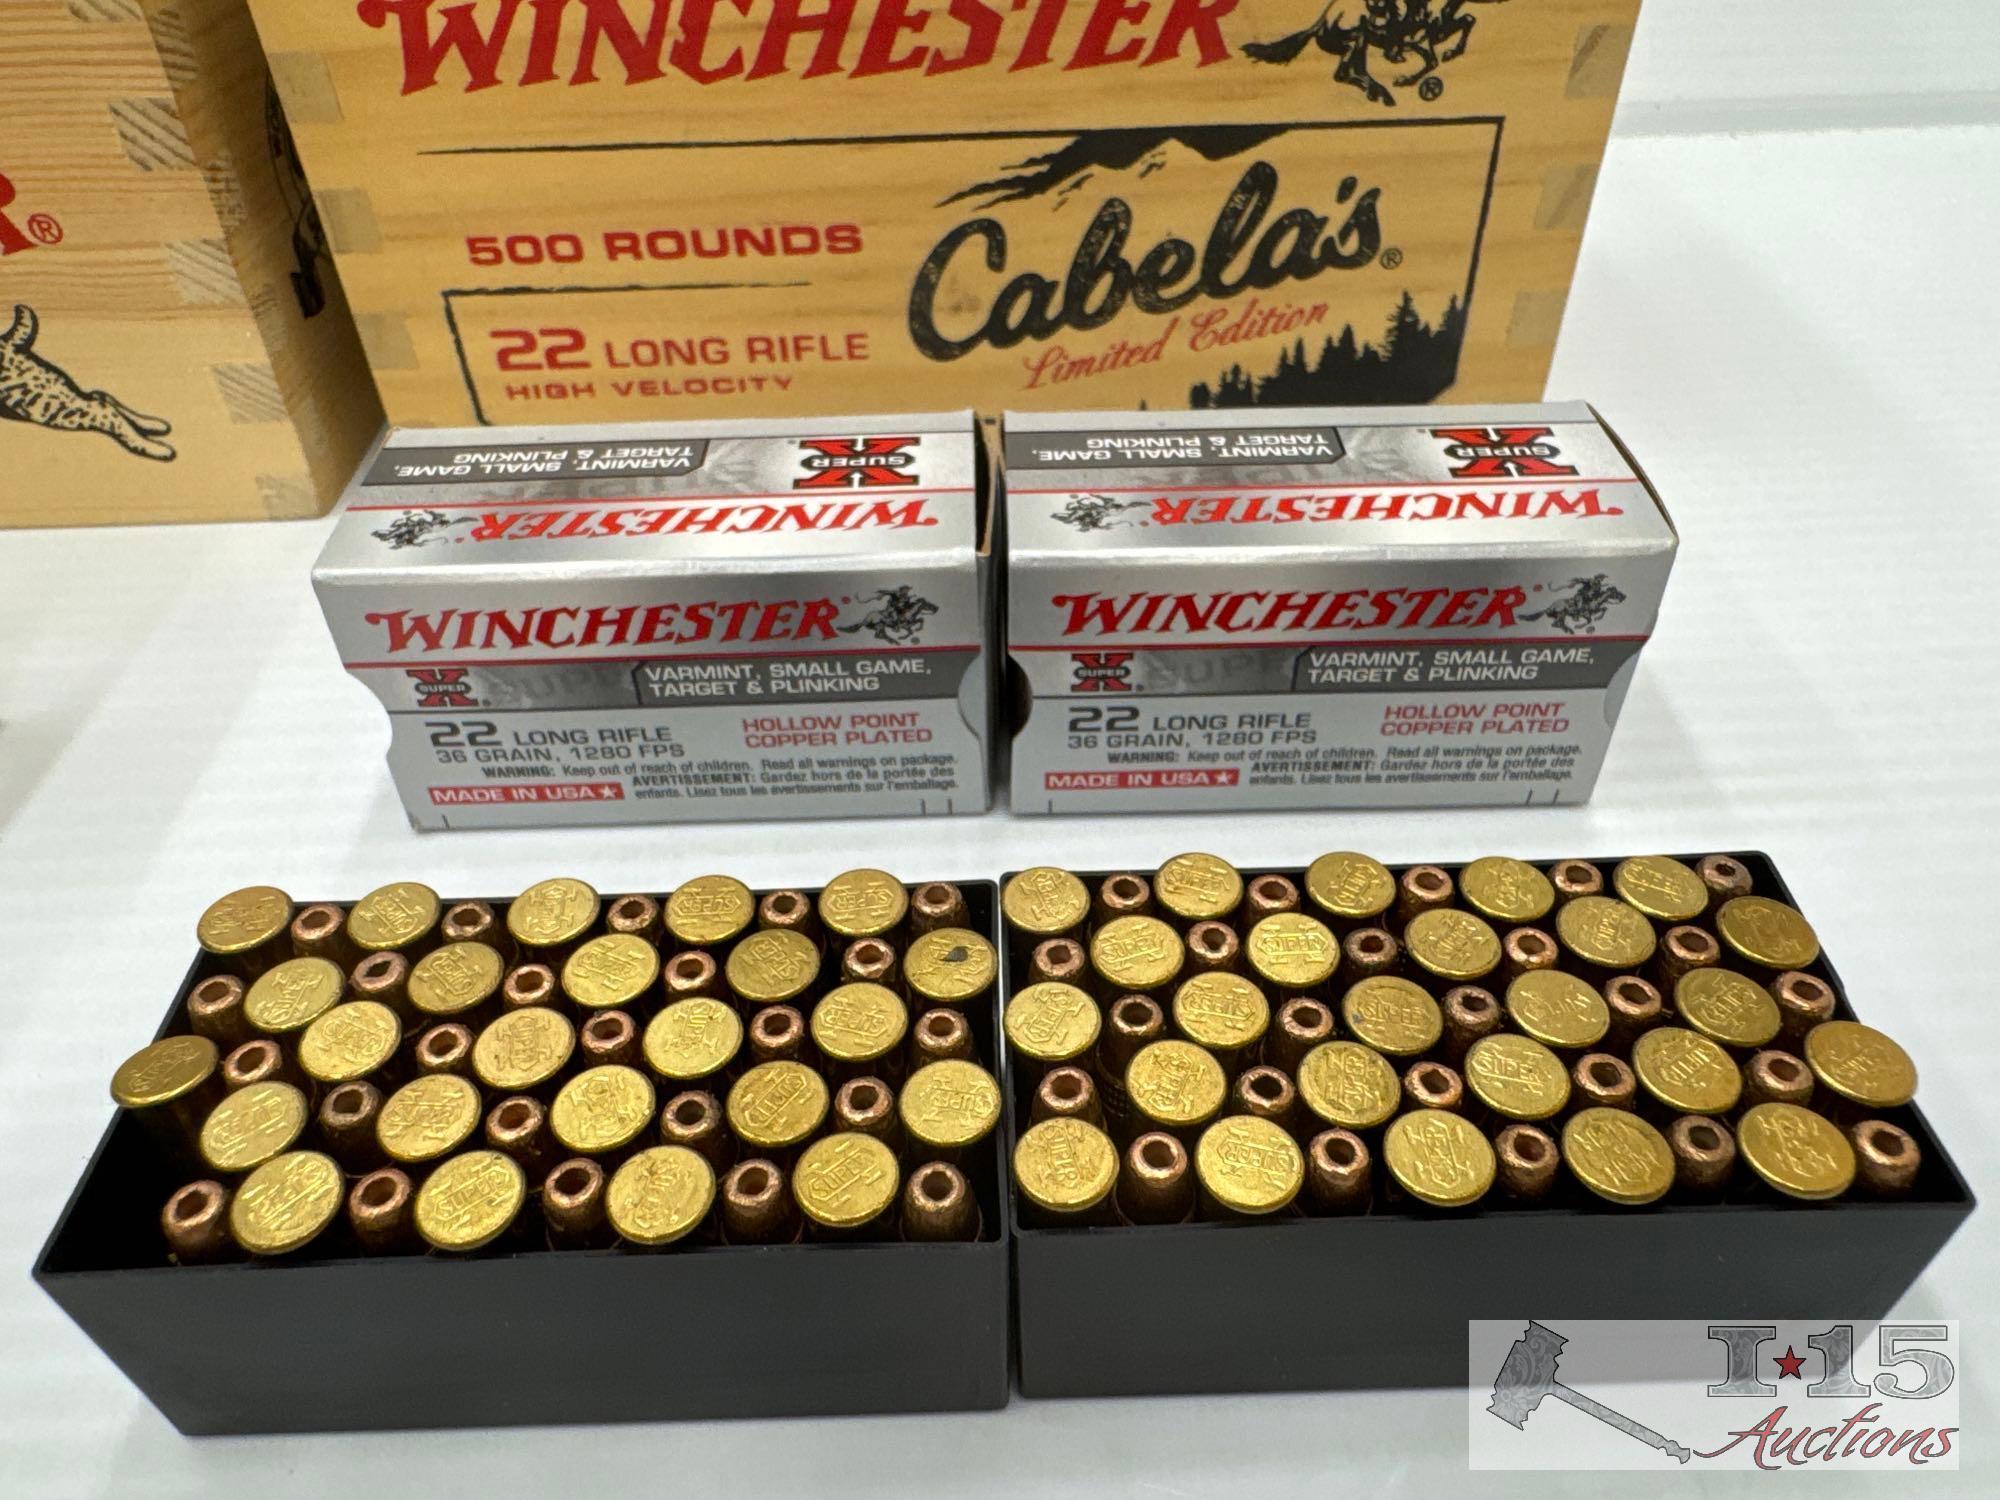 WINCHESTER
®
R®
500 ROUNDS
22 LONG RIFLE
HIGH VELOCITY
Cabela's®
Limited Edition
VARMINT, SMALL GAME,
TARGET & PLINKING
SUPER X
WINCHESTER
VARMINT, SMALL GAME,
TARGET & PLINKING
SUPER X
WINCHESTER
WINCHESTER
SUPER X
VARMINT, SMALL GAME,
TARGET & PLINKING
22 LONG RIFLE
36 GRAIN, 1280 FPS
HOLLOW POINT
COPPER PLATED
WARNING: Keep out of reach of children. Read all warnings on package.
AVERTISSEMENT: Gardez hors de la portée des
enfants. Lisez tous les avertissements sur l'emballage.
MADE IN USA
WINCHESTER
SUPER X
VARMINT, SMALL GAME,
TARGET & PLINKING
22 LONG RIFLE
36 GRAIN, 1280 FPS
HOLLOW POINT
COPPER PLATED
WARNING: Keep out of reach of children. Read all warnings on package.
AVERTISSEMENT: Gardez hors de la portée des
enfants. Lisez tous les avertissements sur l'emballage.
MADE IN USA
SUPER
I-15
Auctions